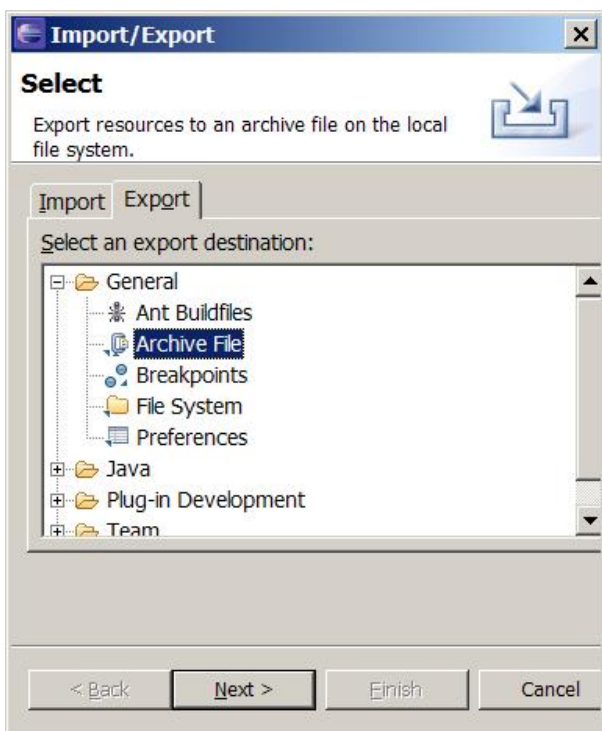 Import/Export
Select
Export resources to an archive file on the local
file system.
Import Export
Select an export destination:
General
Ant Buildfiles
Archive File
Breakpoints
File System
Preferences
Java
Plug-in Development
Team
< Back Next > Finish Cancel